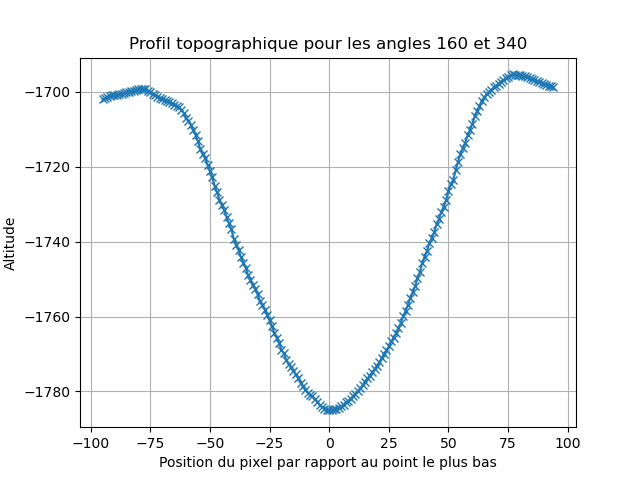 Profil topographique pour les angles 160 et 340
−1700
−1720
−1740
−1760
−1780
Altitude
−100 −75 −50 −25 0 25 50 75 100
Position du pixel par rapport au point le plus bas